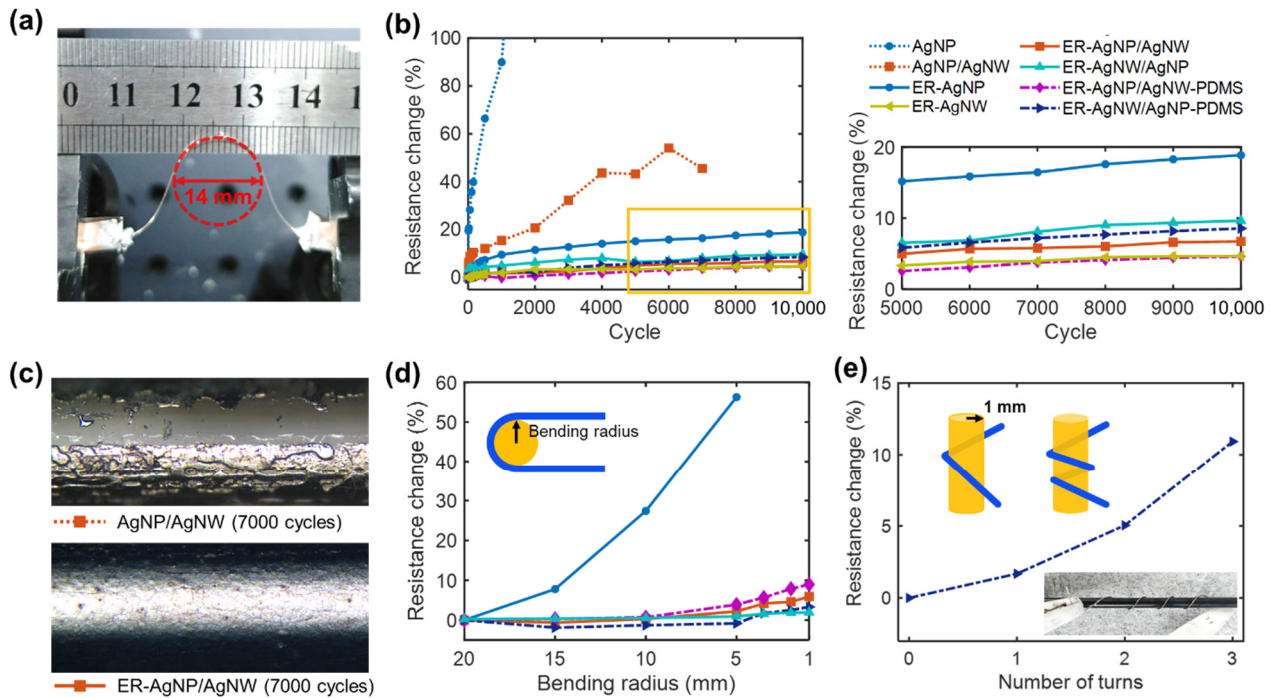 (a)
0 11 12 13 14
14 mm
(b)
Resistance change (%)
100
80
60
40
20
0
0 2000 4000 6000 8000 10,000
Cycle
AgNP
AgNP/AgNW
ER-AgNP
ER-AgNW
ER-AgNP/AgNW
ER-AgNW/AgNP
ER-AgNP/AgNW-PDMS
ER-AgNW/AgNP-PDMS
Resistance change (%)
20
10
0
5000 6000 7000 8000 9000 10,000
Cycle
(c)
AgNP/AgNW (7000 cycles)
ER-AgNP/AgNW (7000 cycles)
(d)
Resistance change (%)
60
50
40
30
20
10
0
20 15 10 5 1
Bending radius
Bending radius (mm)
(e)
Resistance change (%)
15
10
5
0
0 1 2 3
1 mm
Number of turns